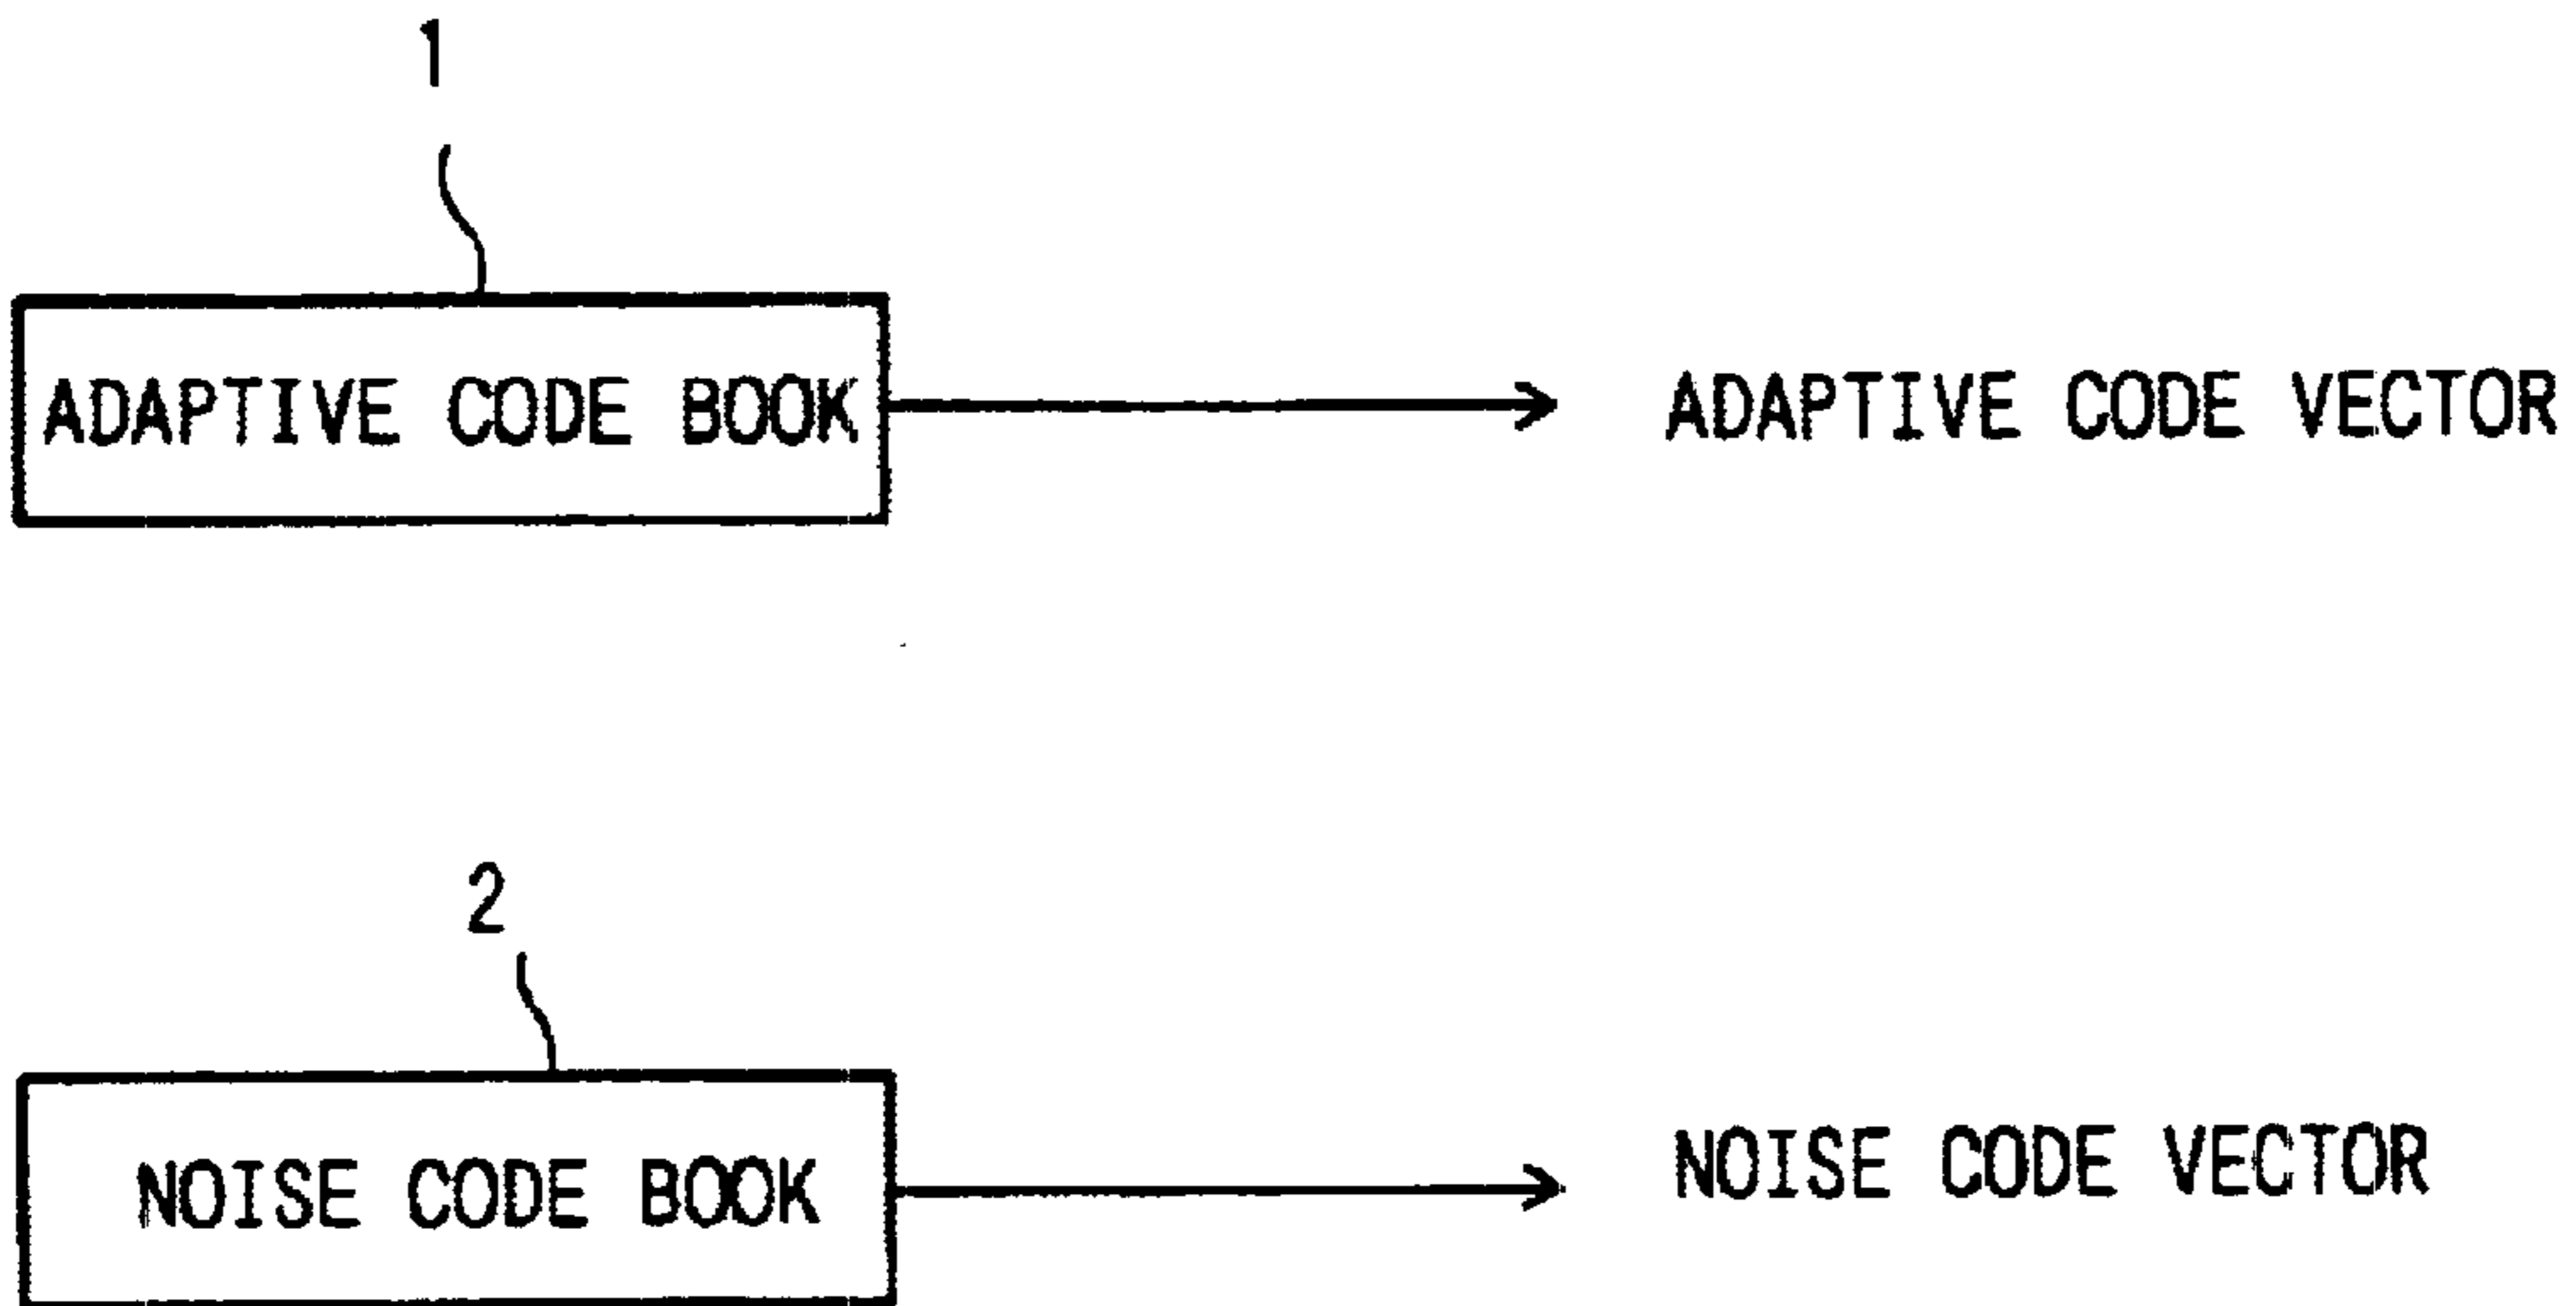 1
ADAPTIVE CODE BOOK
ADAPTIVE CODE VECTOR
2
NOISE CODE BOOK
NOISE CODE VECTOR